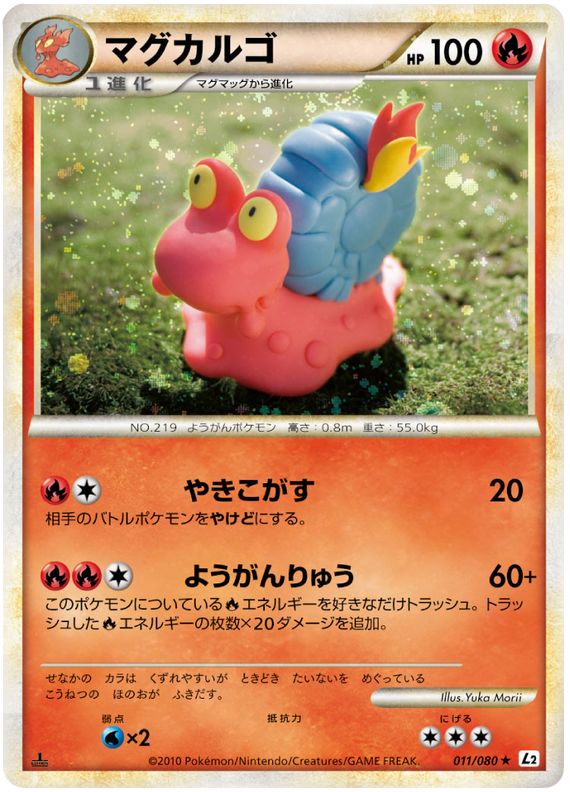 マグカルゴ
HP 100
1進化
マグマッグから進化
NO.219 ようがんポケモン 高さ:0.8m 重さ:55.0kg
やきこがす 20
相手のバトルポケモンをやけどにする。
ようがんりゅう 60+
このポケモンについているエネルギーを好きなだけトラッシュ。トラッ
シュしたエネルギーの枚数×20ダメージを追加。
せなかの カラは くずれやすいが ときどき たいないを めぐっている
こうねつの ほのおが ふきだす。
Illus. Yuka Morii
弱点 抵抗力 にげる
×2
©2010 Pokémon/Nintendo/Creatures/GAME FREAK.
011/080 ★ L2